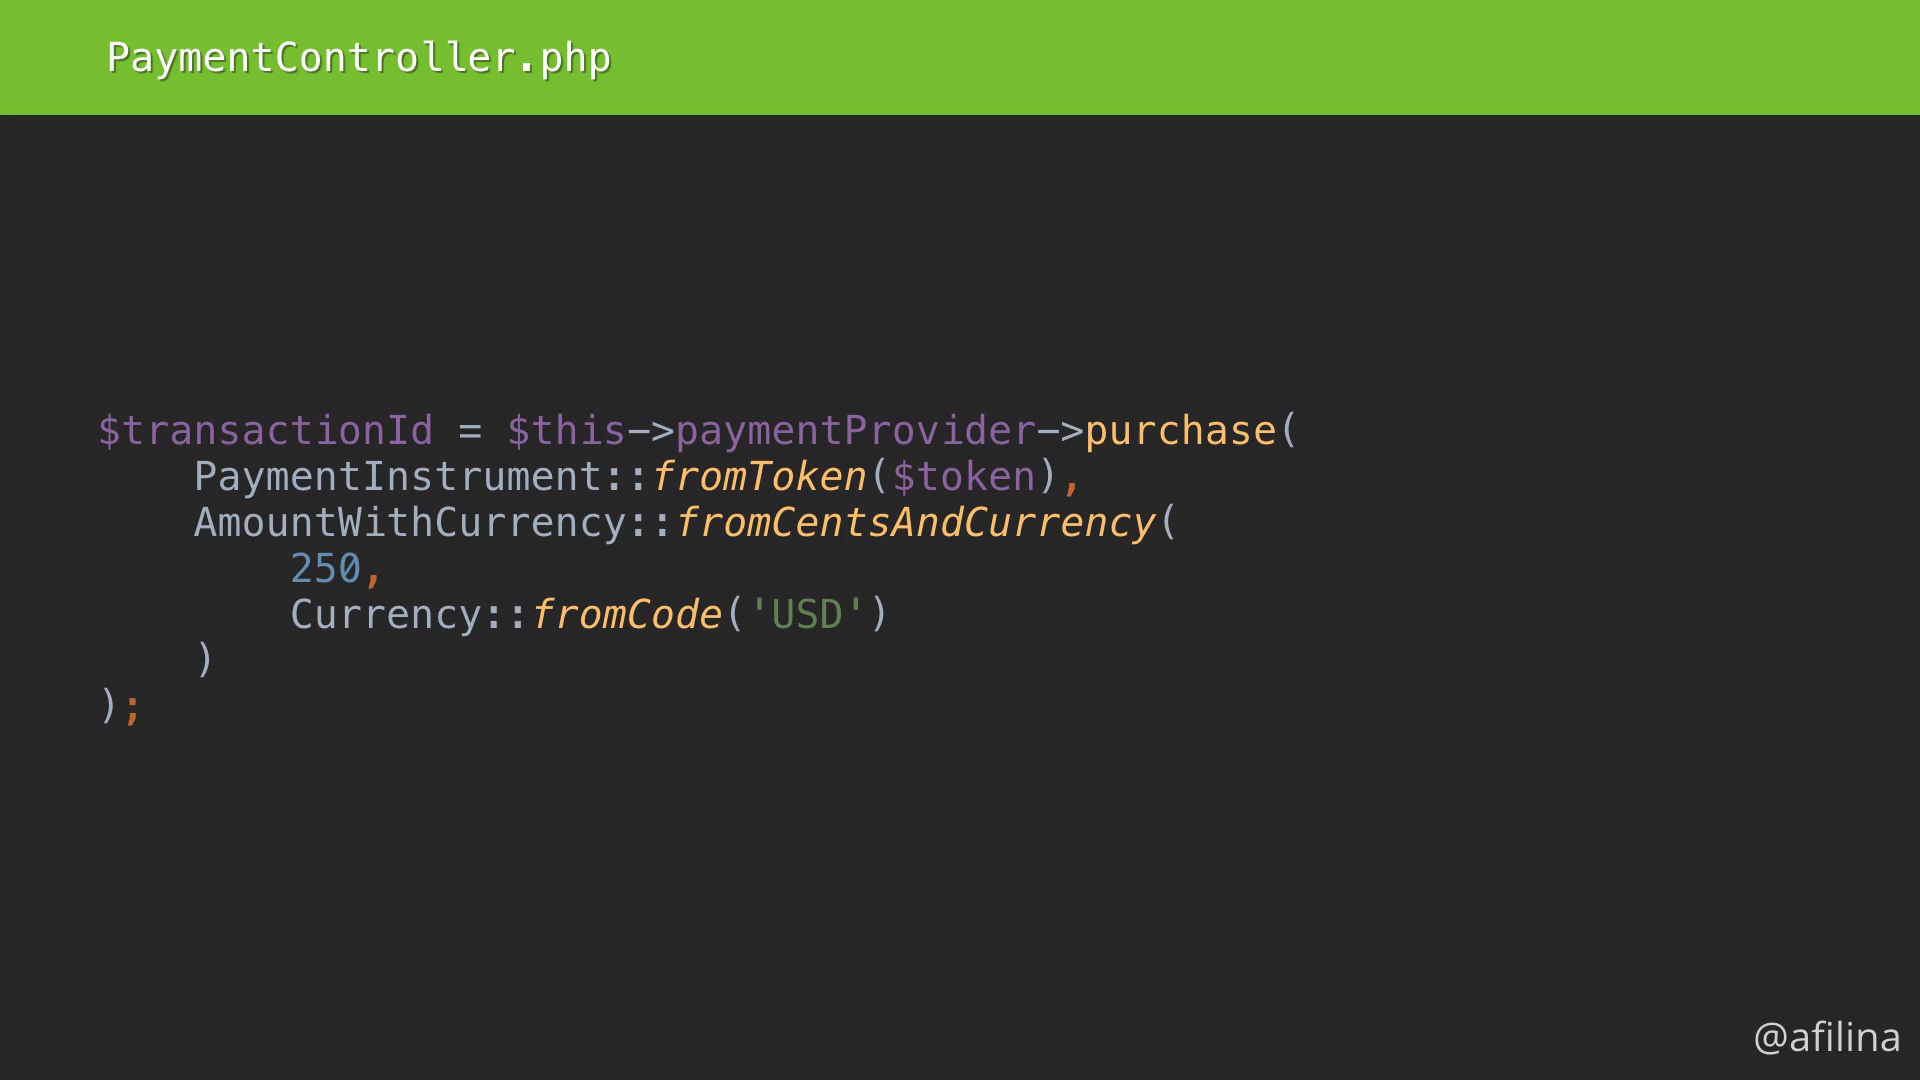 PaymentController.php
$transactionId = $this->paymentProvider->purchase(
    PaymentInstrument::fromToken($token),
    AmountWithCurrency::fromCentsAndCurrency(
        250,
        Currency::fromCode('USD')
    )
);
@afilina